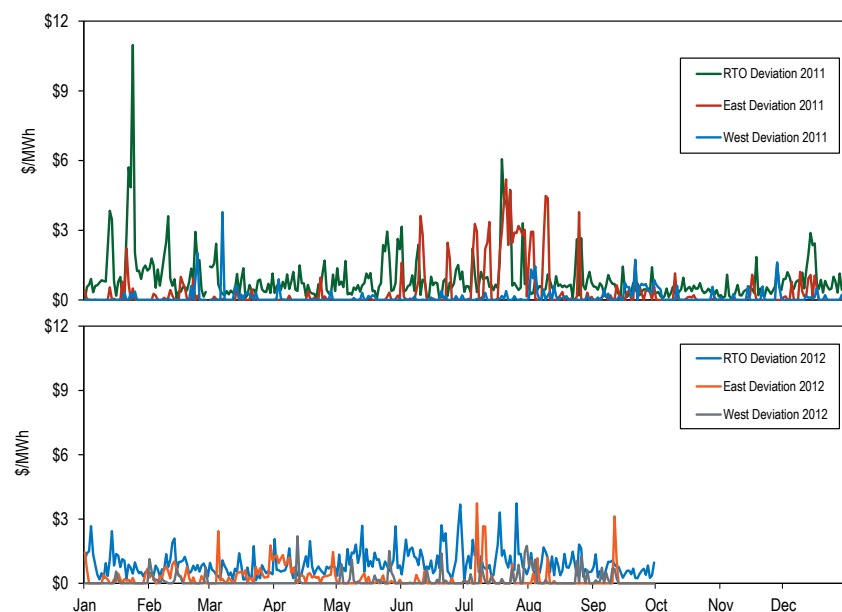 $12
$9
$6
$3
$0
$/MWh
RTO Deviation 2011
East Deviation 2011
West Deviation 2011
$12
$9
$6
$3
$0
$/MWh
RTO Deviation 2012
East Deviation 2012
West Deviation 2012
Jan Feb Mar Apr May Jun Jul Aug Sep Oct Nov Dec